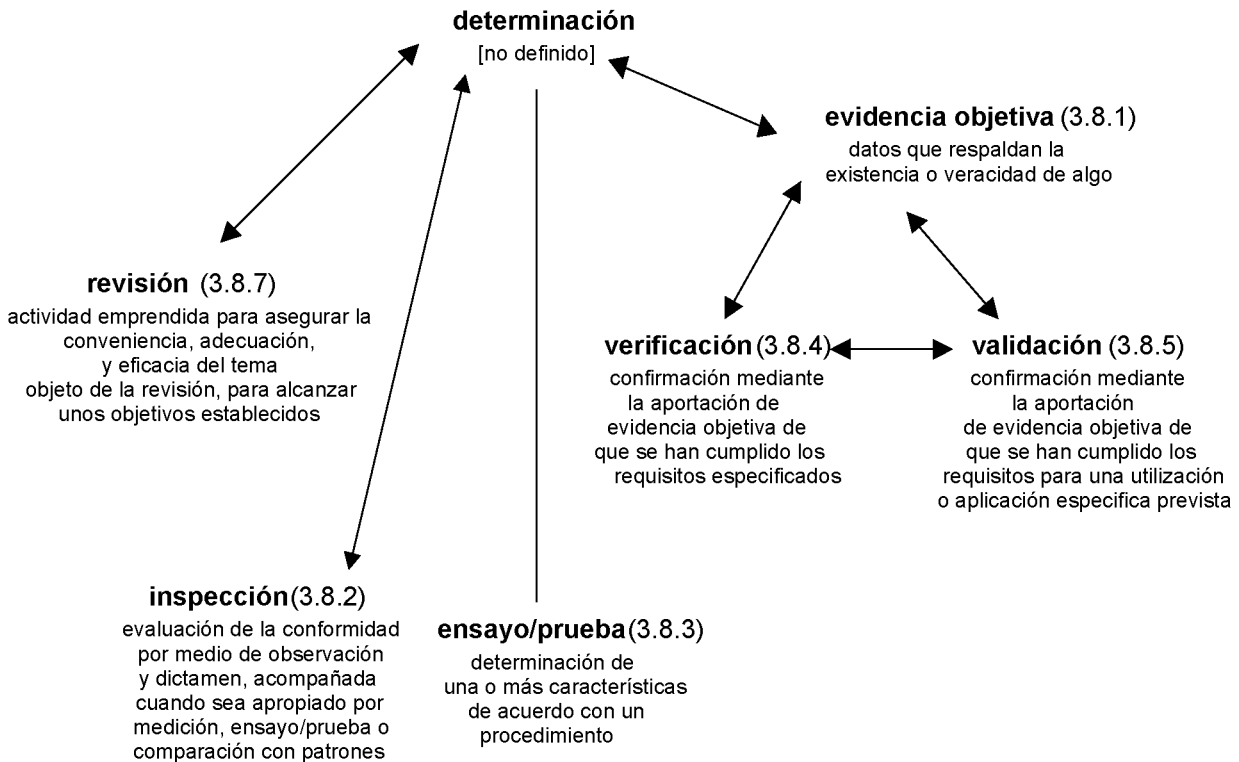 determinación
[no definido]
evidencia objetiva (3.8.1)
datos que respaldan la
existencia o veracidad de algo
revisión (3.8.7)
actividad emprendida para asegurar la
conveniencia, adecuación,
y eficacia del tema
objeto de la revisión, para alcanzar
unos objetivos establecidos
verificación (3.8.4)
confirmación mediante
la aportación de
evidencia objetiva de
que se han cumplido los
requisitos especificados
validación (3.8.5)
confirmación mediante
la aportación
de evidencia objetiva de
que se han cumplido los
requisitos para una utilización
o aplicación especifica prevista
inspección (3.8.2)
evaluación de la conformidad
por medio de observación
y dictamen, acompañada
cuando sea apropiado por
medición, ensayo/prueba o
comparación con patrones
ensayo/prueba (3.8.3)
determinación de
una o más características
de acuerdo con un
procedimiento